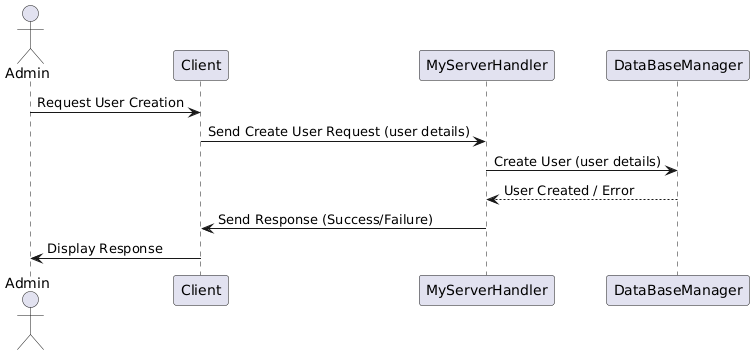 Admin
Client
MyServerHandler
DataBaseManager
Request User Creation
Send Create User Request (user details)
Create User (user details)
User Created / Error
Send Response (Success/Failure)
Display Response
Admin
Client
MyServerHandler
DataBaseManager